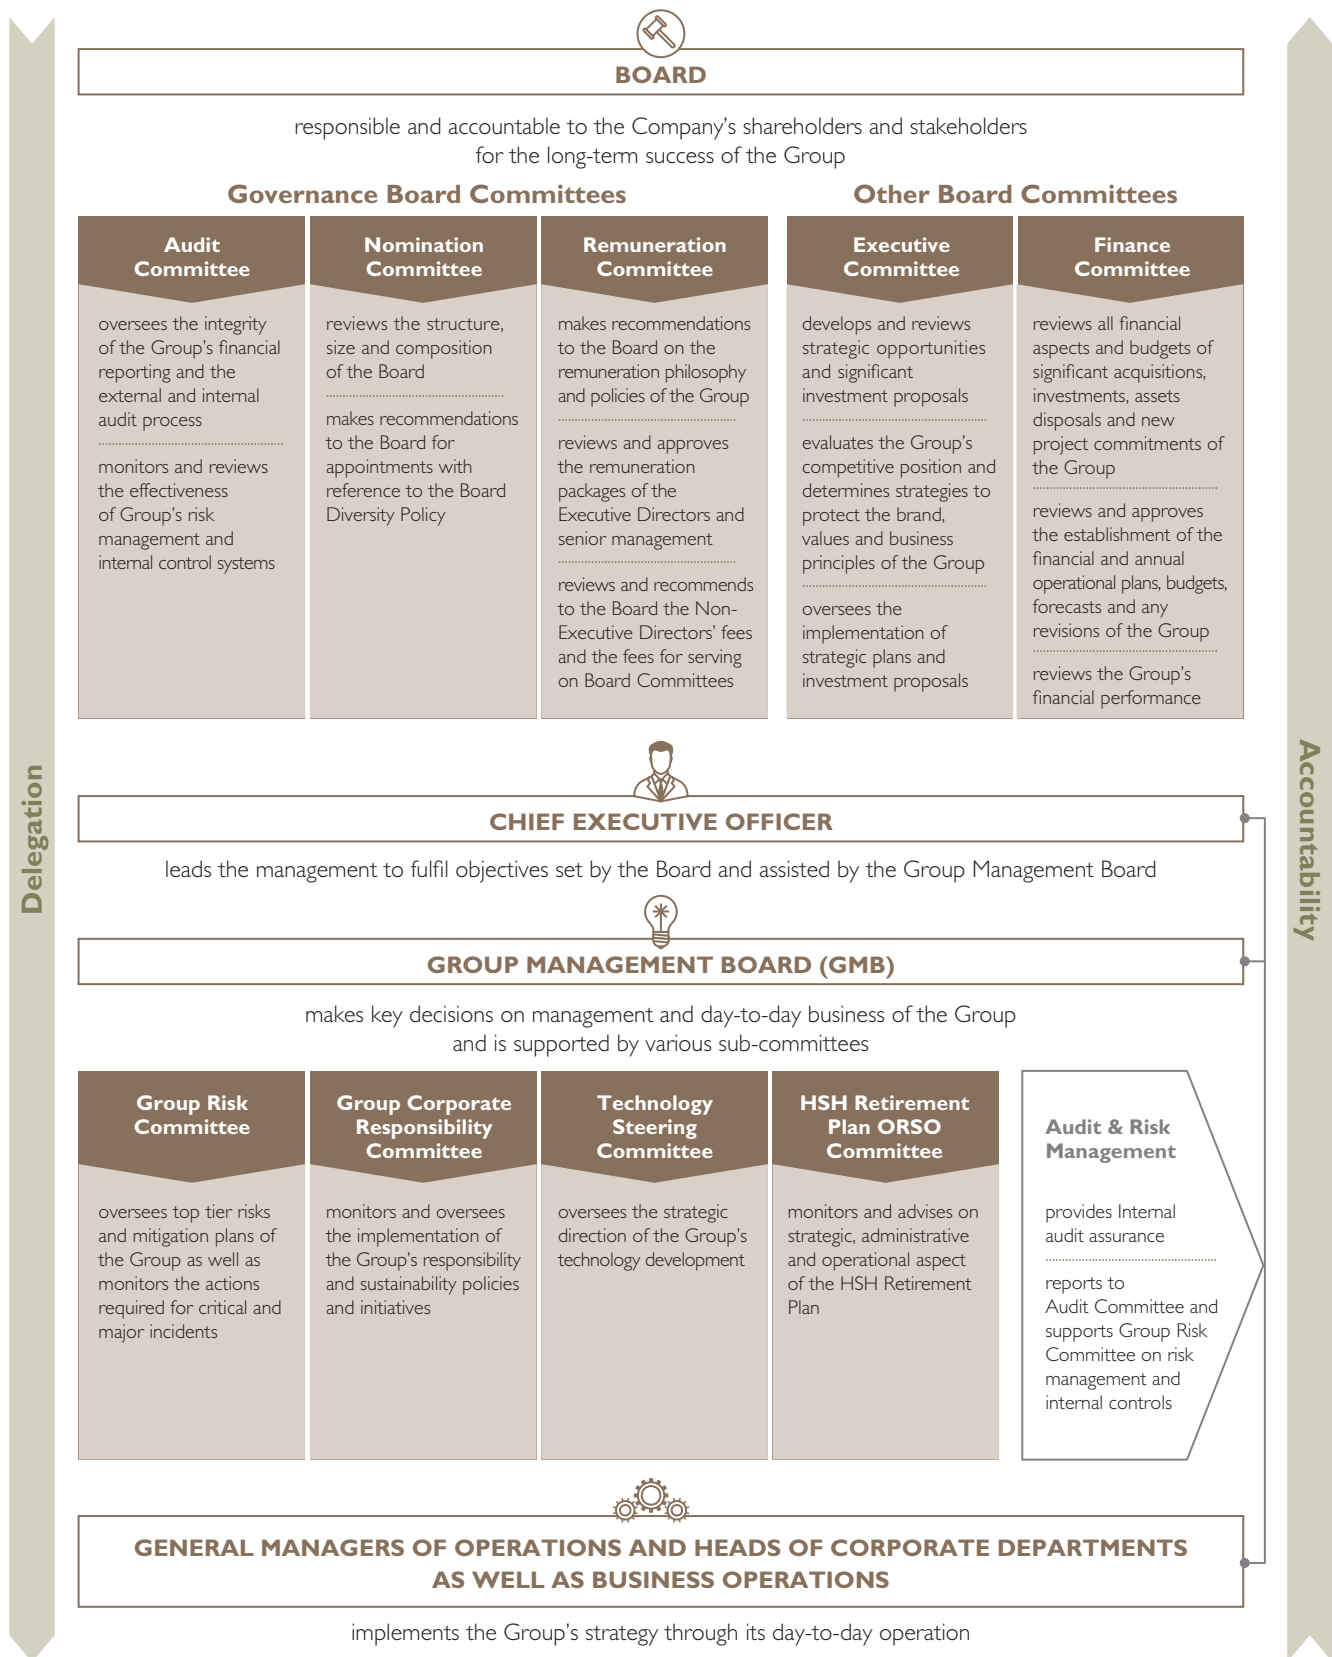 BOARD
responsible and accountable to the Company’s shareholders and stakeholders
for the long-term success of the Group
Governance Board Committees
Other Board Committees
Audit
Committee
oversees the integrity
of the Group’s financial
reporting and the
external and internal
audit process
monitors and reviews
the effectiveness
of Group’s risk
management and
internal control systems
Nomination
Committee
reviews the structure,
size and composition
of the Board
makes recommendations
to the Board for
appointments with
reference to the Board
Diversity Policy
Remuneration
Committee
makes recommendations
to the Board on the
remuneration philosophy
and policies of the Group
reviews and approves
the remuneration
packages of the
Executive Directors and
senior management
reviews and recommends
to the Board the Non-
Executive Directors’ fees
and the fees for serving
on Board Committees
Executive
Committee
develops and reviews
strategic opportunities
and significant
investment proposals
evaluates the Group’s
competitive position and
determines strategies to
protect the brand,
values and business
principles of the Group
oversees the
implementation of
strategic plans and
investment proposals
Finance
Committee
reviews all financial
aspects and budgets of
significant acquisitions,
investments, assets
disposals and new
project commitments of
the Group
reviews and approves
the establishment of the
financial and annual
operational plans, budgets,
forecasts and any
revisions of the Group
reviews the Group’s
financial performance
Delegation
Accountability
CHIEF EXECUTIVE OFFICER
leads the management to fulfil objectives set by the Board and assisted by the Group Management Board
GROUP MANAGEMENT BOARD (GMB)
makes key decisions on management and day-to-day business of the Group
and is supported by various sub-committees
Group Risk
Committee
oversees top tier risks
and mitigation plans of
the Group as well as
monitors the actions
required for critical and
major incidents
Group Corporate
Responsibility
Committee
monitors and oversees
the implementation of
the Group’s responsibility
and sustainability policies
and initiatives
Technology
Steering
Committee
oversees the strategic
direction of the Group’s
technology development
HSH Retirement
Plan ORSO
Committee
monitors and advises on
strategic, administrative
and operational aspect
of the HSH Retirement
Plan
Audit & Risk
Management
provides Internal
audit assurance
reports to
Audit Committee and
supports Group Risk
Committee on risk
management and
internal controls
GENERAL MANAGERS OF OPERATIONS AND HEADS OF CORPORATE DEPARTMENTS
AS WELL AS BUSINESS OPERATIONS
implements the Group’s strategy through its day-to-day operation